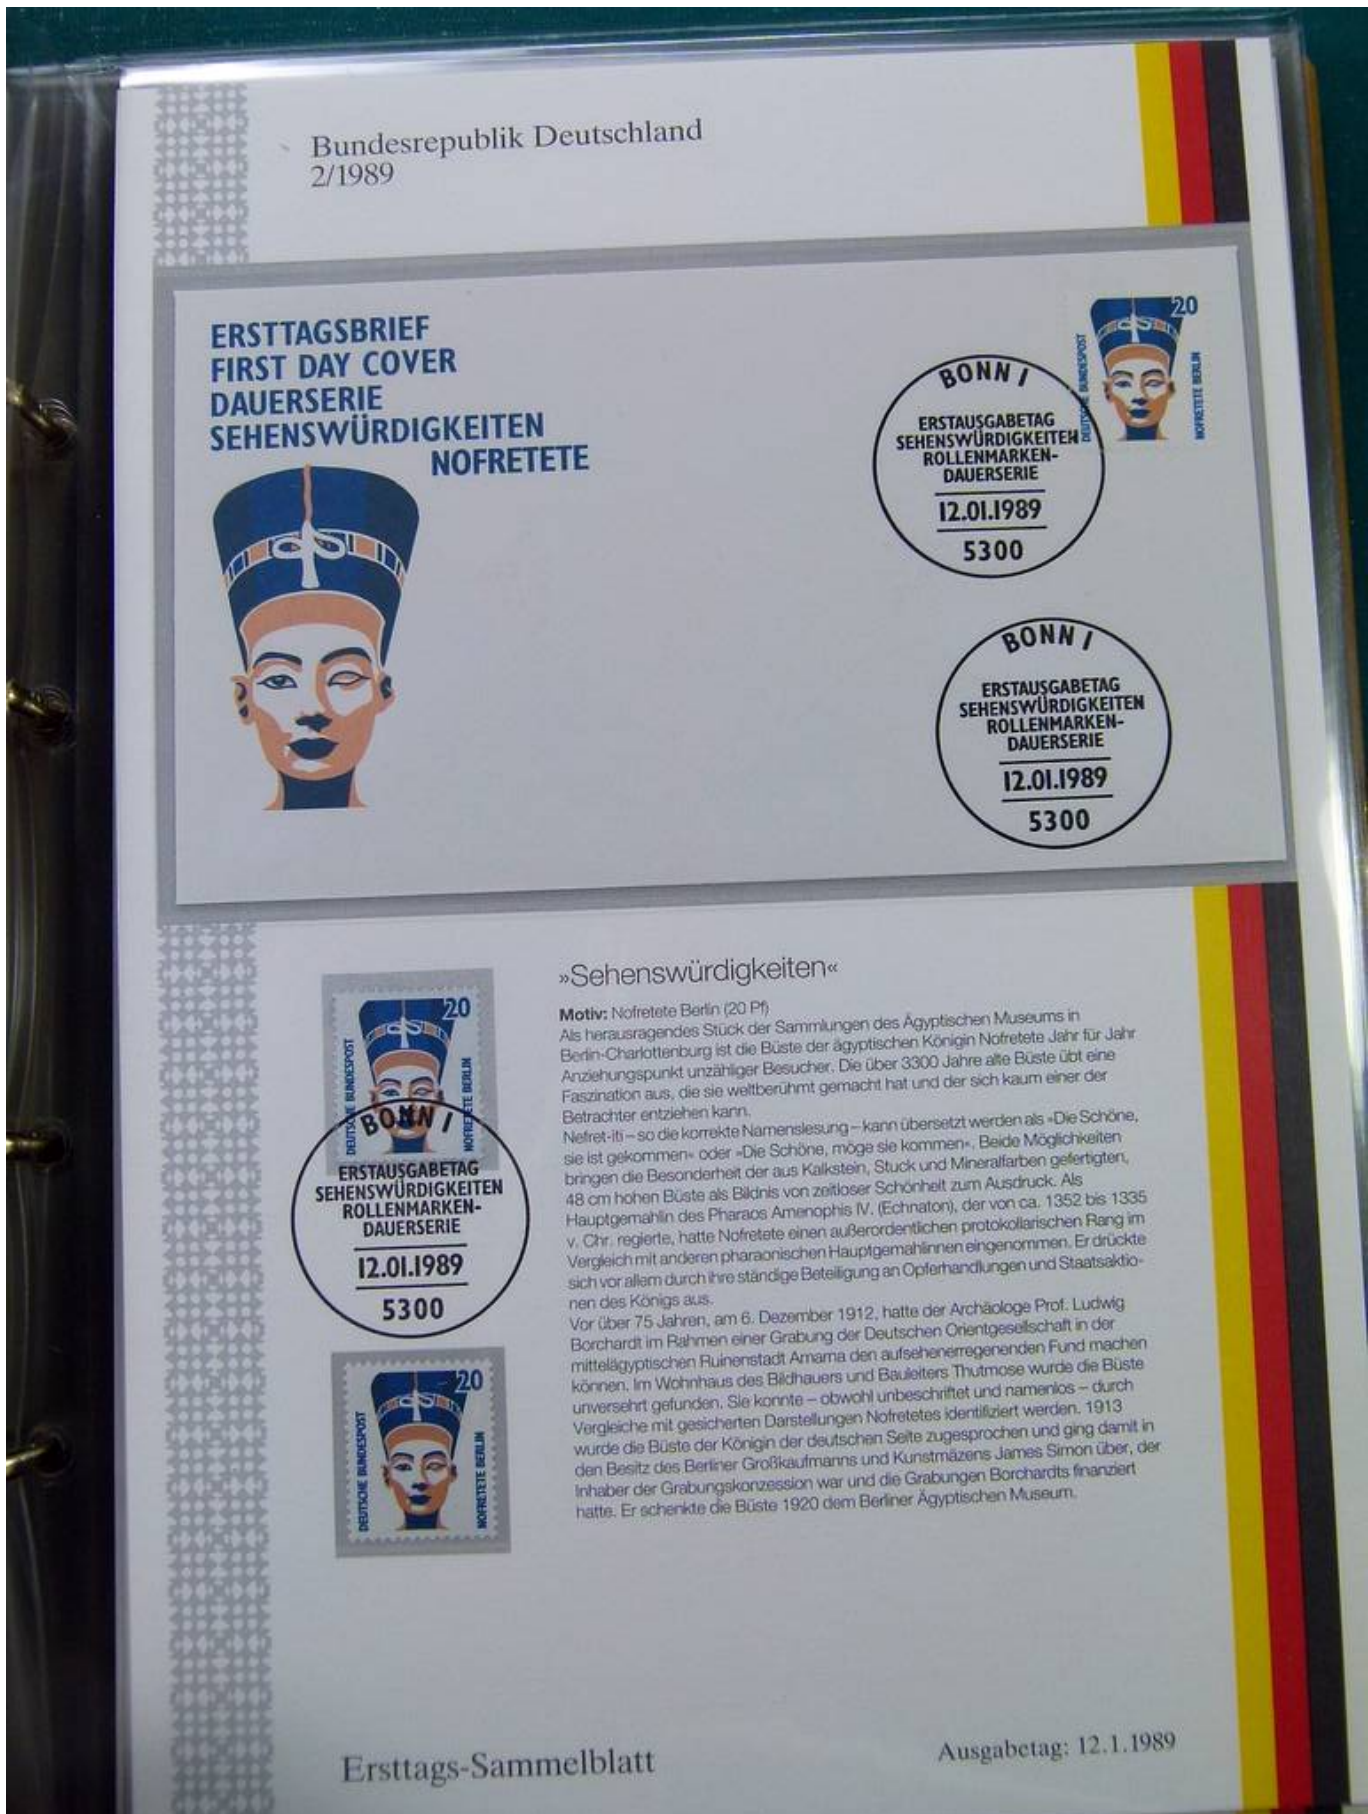 Bundesrepublik Deutschland
2/1989
ERSTTAGSBRIEF
FIRST DAY COVER
DAUERSERIE
SEHENSWÜRDIGKEITEN
NOFRETETE
20
DEUTSCHE BUNDESPOST
NOFRETETE BERLIN
BONN 1
ERSTAUSGABETAG
SEHENSWÜRDIGKEITEN
ROLLENMARKEN-
DAUERSERIE
12.01.1989
5300
BONN 1
ERSTAUSGABETAG
SEHENSWÜRDIGKEITEN
ROLLENMARKEN-
DAUERSERIE
12.01.1989
5300
20
DEUTSCHE BUNDESPOST
NOFRETETE BERLIN
BONN 1
ERSTAUSGABETAG
SEHENSWÜRDIGKEITEN
ROLLENMARKEN-
DAUERSERIE
12.01.1989
5300
20
DEUTSCHE BUNDESPOST
NOFRETETE BERLIN
»Sehenswürdigkeiten«
Motiv: Nofretete Berlin (20 Pf)
Als herausragendes Stück der Sammlungen des Ägyptischen Museums in
Berlin-Charlottenburg ist die Büste der ägyptischen Königin Nofretete Jahr für Jahr
Anziehungspunkt unzähliger Besucher. Die über 3300 Jahre alte Büste übt eine
Faszination aus, die sie weltberühmt gemacht hat und der sich kaum einer der
Betrachter entziehen kann.
Nefret-iti – so die korrekte Namenslesung – kann übersetzt werden als »Die Schöne,
sie ist gekommen« oder »Die Schöne, möge sie kommen«. Beide Möglichkeiten
bringen die Besonderheit der aus Kalkstein, Stuck und Mineralfarben gefertigten,
48 cm hohen Büste als Bildnis von zeitloser Schönheit zum Ausdruck. Als
Hauptgemahlin des Pharaos Amenophis IV. (Echnaton), der von ca. 1352 bis 1335
v. Chr. regierte, hatte Nofretete einen außerordentlichen protokollarischen Rang im
Vergleich mit anderen pharaonischen Hauptgemahlinnen eingenommen. Er drückte
sich vor allem durch ihre ständige Beteiligung an Opferhandlungen und Staatsaktio-
nen des Königs aus.
Vor über 75 Jahren, am 6. Dezember 1912, hatte der Archäologe Prof. Ludwig
Borchardt im Rahmen einer Grabung der Deutschen Orientgesellschaft in der
mittelägyptischen Ruinenstadt Amarna den aufsehenerregenden Fund machen
können. Im Wohnhaus des Bildhauers und Bauleiters Thutmose wurde die Büste
unversehrt gefunden. Sie konnte – obwohl unbeschriftet und namenlos – durch
Vergleiche mit gesicherten Darstellungen Nofretetes identifiziert werden. 1913
wurde die Büste der Königin der deutschen Seite zugesprochen und ging damit in
den Besitz des Berliner Großkaufmanns und Kunstmäzens James Simon über, der
Inhaber der Grabungskonzession war und die Grabungen Borchardts finanziert
hatte. Er schenkte die Büste 1920 dem Berliner Ägyptischen Museum.
Ersttags-Sammelblatt
Ausgabetag: 12.1.1989